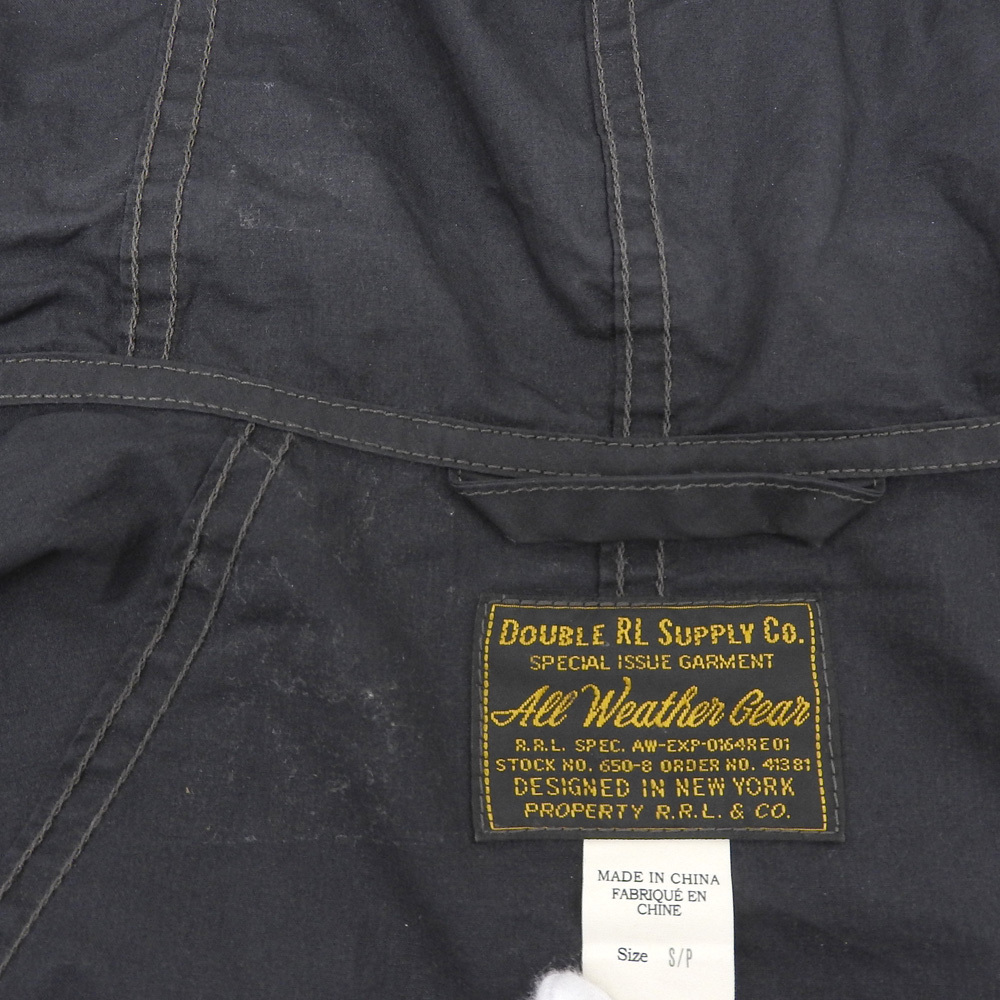 DOUBLE RL SUPPLY CO.
SPECIAL ISSUE GARMENT
All Weather Gear
R.R.L. SPEC. AW-EXP-0164RE01
STOCK NO. 650-8 ORDER NO. 41381
DESIGNED IN NEW YORK
PROPERTY R.R.L. & CO.
MADE IN CHINA
FABRIQUÉ EN
CHINE
Size S/P